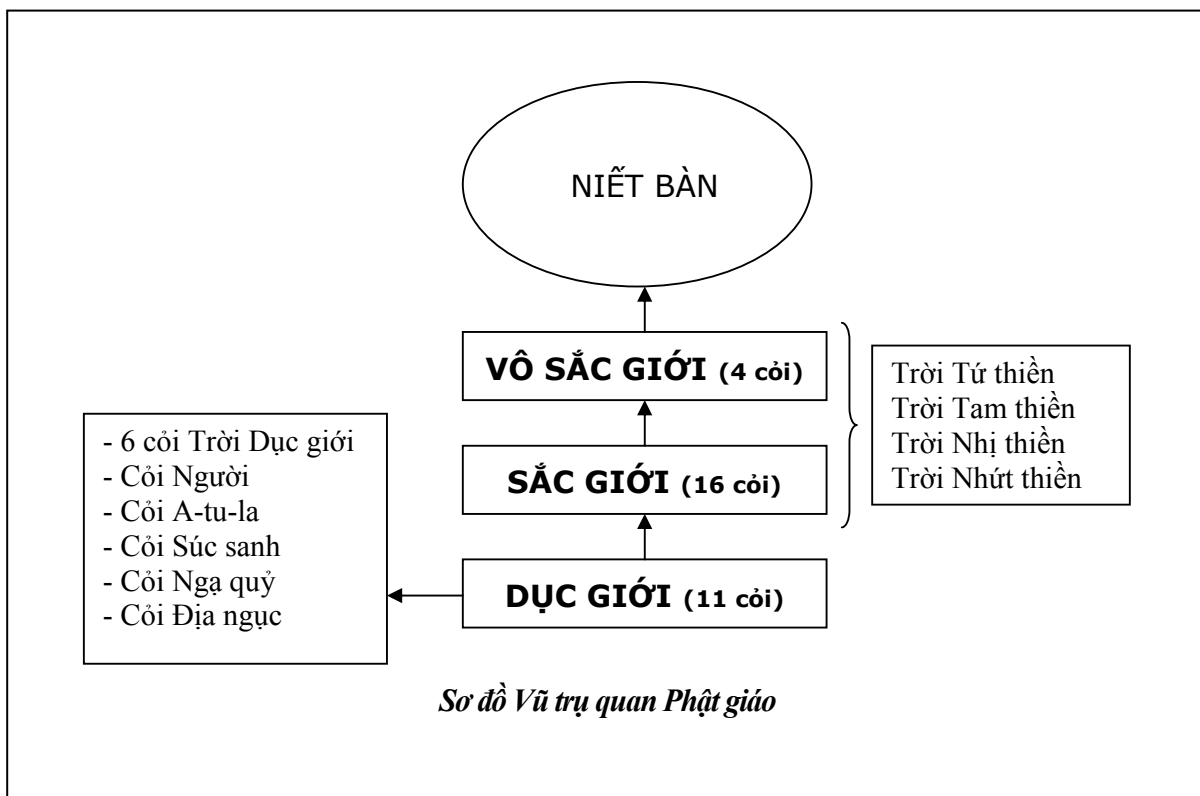 NIẾT BÀN
VÔ SẮC GIỚI (4 cỏi)
SẮC GIỚI (16 cỏi)
DỤC GIỚI (11 cỏi)
Trời Tứ thiền
Trời Tam thiền
Trời Nhị thiền
Trời Nhứt thiền
- 6 cỏi Trời Dục giới
- Cỏi Người
- Cỏi A-tu-la
- Cỏi Súc sanh
- Cỏi Ngạ quỷ
- Cỏi Địa ngục
Sơ đồ Vũ trụ quan Phật giáo